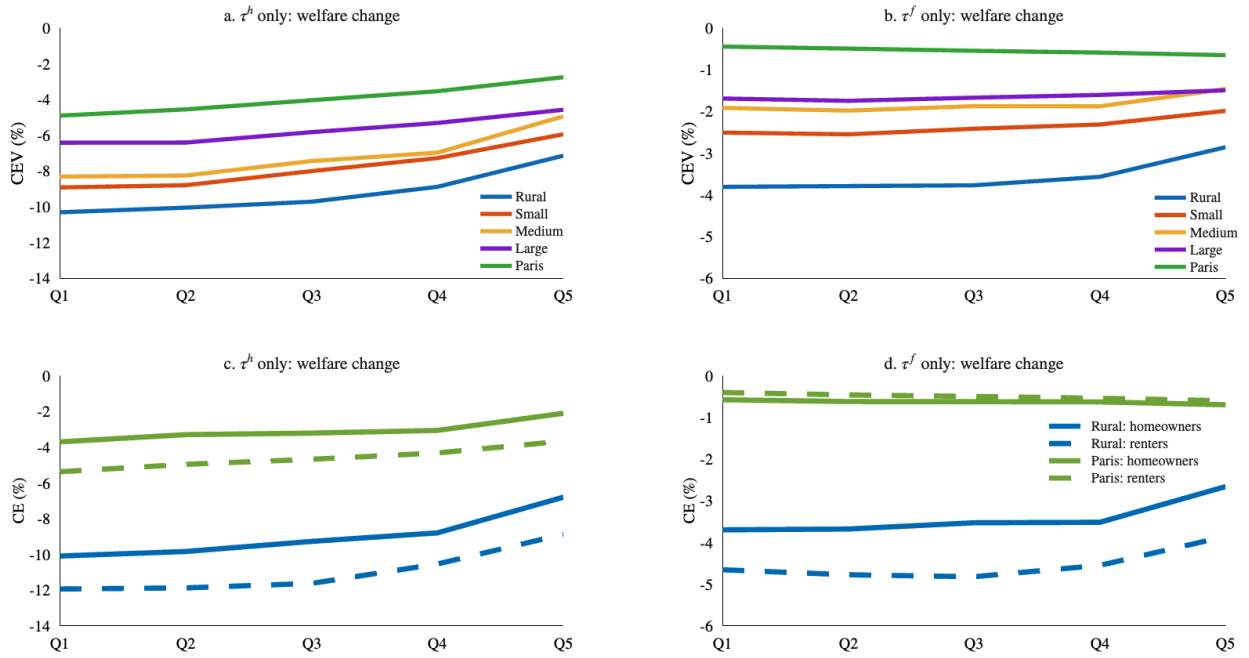 a. τ^h only: welfare change
0
-2
-4
-6
-8
-10
-12
-14
CEV (%)
Rural
Small
Medium
Large
Paris
Q1 Q2 Q3 Q4 Q5
b. τ^f only: welfare change
0
-1
-2
-3
-4
-5
-6
CEV (%)
Rural
Small
Medium
Large
Paris
Q1 Q2 Q3 Q4 Q5
c. τ^h only: welfare change
0
-2
-4
-6
-8
-10
-12
-14
CE (%)
Q1 Q2 Q3 Q4 Q5
d. τ^f only: welfare change
0
-1
-2
-3
-4
-5
-6
CE (%)
Rural: homeowners
Rural: renters
Paris: homeowners
Paris: renters
Q1 Q2 Q3 Q4 Q5